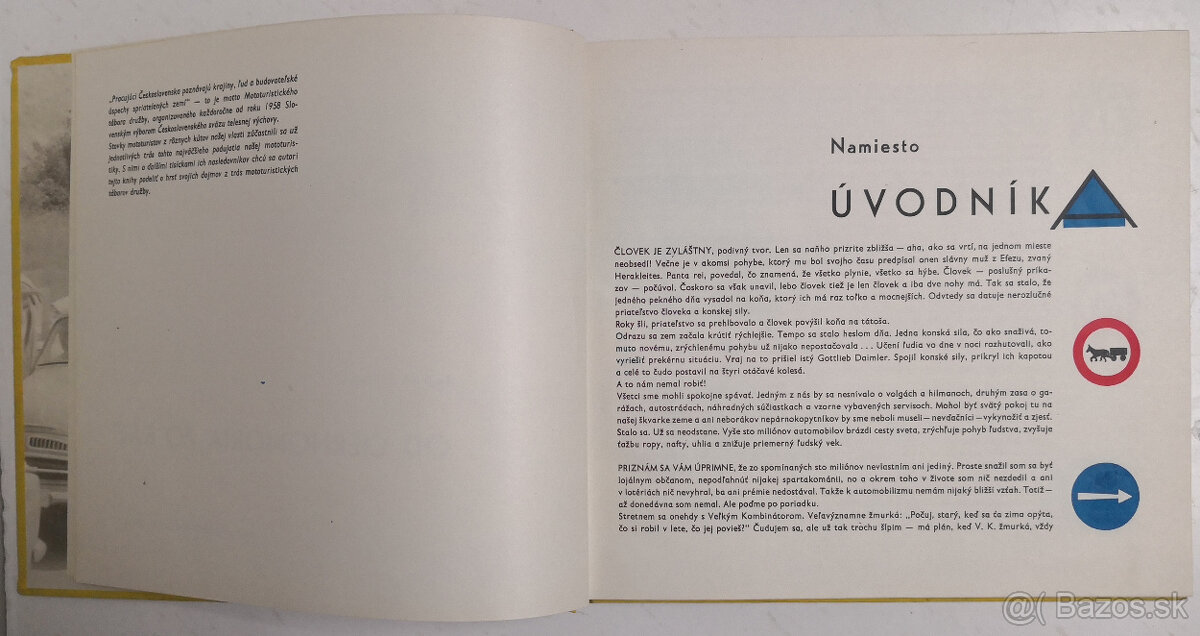 „Pracujúci Československa poznávajú krajiny, ľud a budovateľské
úspechy spriatelených zemí" — to je motto Mototuristického
tábora družby, organizovaného každoročne od roku 1958 Slo-
venským výborom Československého sväzu telesnej výchovy.
Stovky mototuristov z rôznych kútov našej vlasti zúčastnili sa už
jednotlivých trás tohto najväčšieho podujatia našej mototuris-
tiky. S nimi a ďalšími tisíckami ich nasledovníkov chcú sa autori
tejto knihy podeliť o hrst svojich dojmov z trás mototuristických
táborov družby.
Namiesto
ÚVODNÍKA
ČLOVEK JE ZVLÁŠTNY, podivný tvor. Len sa naňho prizrite zbližša — aha, ako sa vrtí, na jednom mieste
neobsedí! Večne je v akomsi pohybe, ktorý mu bol svojho času predpísal onen slávny muž z Efezu, zvaný
Herakleites. Panta rei, povedal, čo znamená, že všetko plynie, všetko sa hýbe. Človek — poslušný príka-
zov — počúvol. Čoskoro sa však unavil, lebo človek tiež je len človek a iba dve nohy má. Tak sa stalo, že
jedného pekného dňa vysadol na koňa, ktorý ich má raz toľko a mocnejších. Odvtedy sa datuje nerozlučné
priateľstvo človeka a konskej sily.
Roky šli, priateľstvo sa prehlbovalo a človek povýšil koňa na tátoša.
Odrazu sa zem začala krútiť rýchlejšie. Tempo sa stalo heslom dňa. Jedna konská sila, čo ako snaživá, to-
muto novému, zrýchlenému pohybu už nijako nepostačovala . . . Učení ľudia vo dne v noci rozhutovali, ako
vyriešiť prekérnu situáciu. Vraj na to prišiel istý Gottlieb Daimler. Spojil konské sily, prikryl ich kapotou
a celé to čudo postavil na štyri otáčavé kolesá.
A to nám nemal robiť!
Všetci sme mohli spokojne spávať. Jedným z nás by sa nesnívalo o volgách a hilmanoch, druhým zasa o ga-
rážach, autostrádach, náhradných súčiastkach a vzorne vybavených servisoch. Mohol byť svätý pokoj tu na
našej škvarke zeme a ani neborákov nepárnokopytníkov by sme neboli museli — nevďačníci — vykynožiť a zjesť.
Stalo sa. Už sa neodstane. Vyše sto miliónov automobilov brázdi cesty sveta, zrýchľuje pohyb ľudstva, zvyšuje
ťažbu ropy, nafty, uhlia a znižuje priemerný ľudský vek.
PRIZNÁM SA VÁM ÚPRIMNE, že zo spomínaných sto miliónov nevlastním ani jediný. Proste snažil som sa byť
lojálnym občanom, nepodľahnúť nijakej spartakománii, no a okrem toho v živote som nič nezdedil a ani
v lotériách nič nevyhral, ba ani prémie nedostával. Takže k automobilizmu nemám nijaký bližší vzťah. Totiž —
až donedávna som nemal. Ale poďme po poriadku.
Stretnem sa onehdy s Veľkým Kombinátorom. Veľavýznamne žmurká: „Počuj, starý, keď sa ťa zima opýta,
čo si robil v lete, čo jej povieš?" Čudujem sa, ale už tak trochu šípim — má plán, keď V. K. žmurká, vždy
@( Bazos.sk